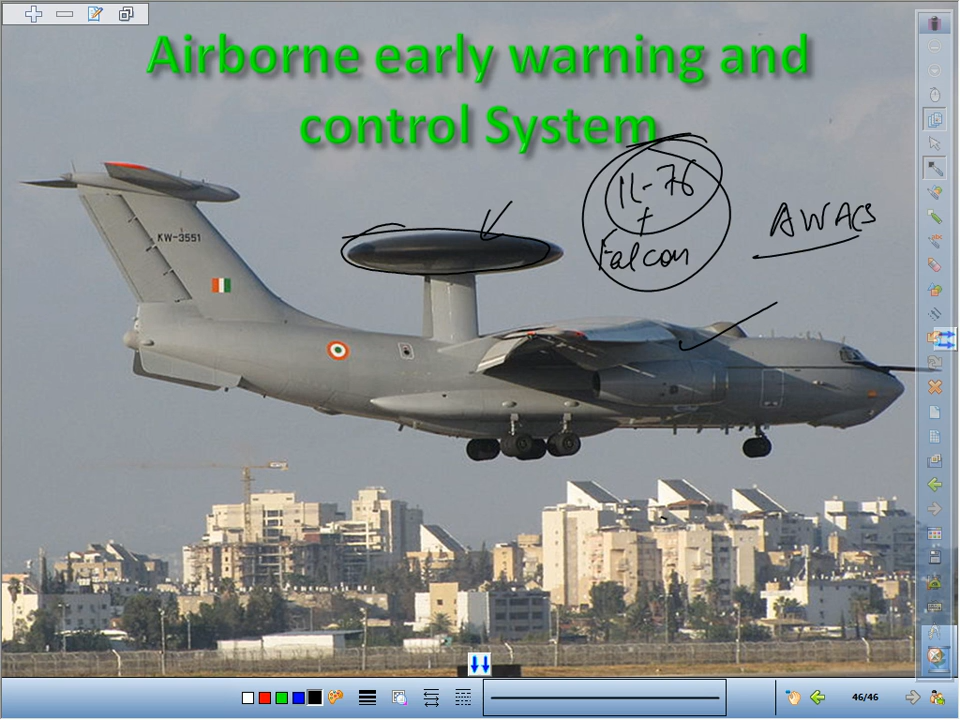 Airborne early warning and
control System
IL-76
+
Falcon
AWACS
KW-3551
46/46